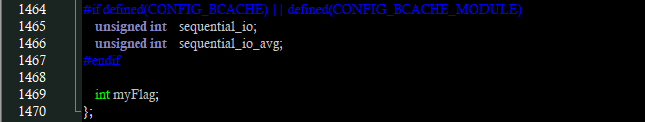 1464 #if defined(CONFIG_BCACHE) || defined(CONFIG_BCACHE_MODULE)
1465 unsigned int sequential_io;
1466 unsigned int sequential_io_avg;
1467 #endif
1468
1469 int myFlag;
1470 };